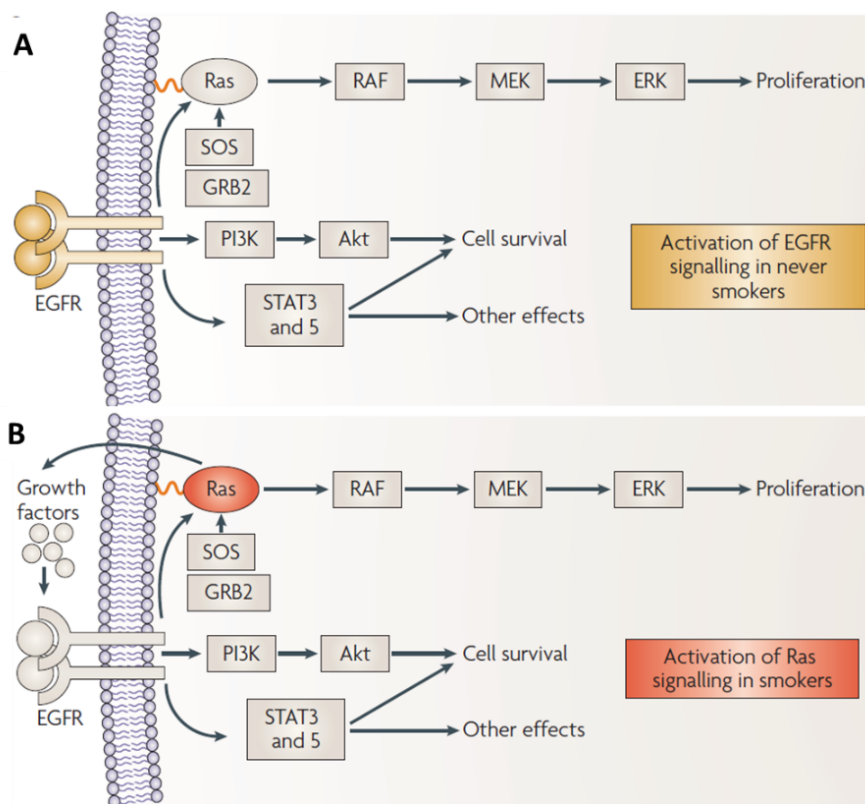 A
Ras
RAF
MEK
ERK
Proliferation
SOS
GRB2
PI3K
Akt
Cell survival
EGFR
STAT3
and 5
Other effects
Activation of EGFR
signalling in never
smokers
B
Growth
factors
Ras
RAF
MEK
ERK
Proliferation
SOS
GRB2
PI3K
Akt
Cell survival
EGFR
STAT3
and 5
Other effects
Activation of Ras
signalling in smokers